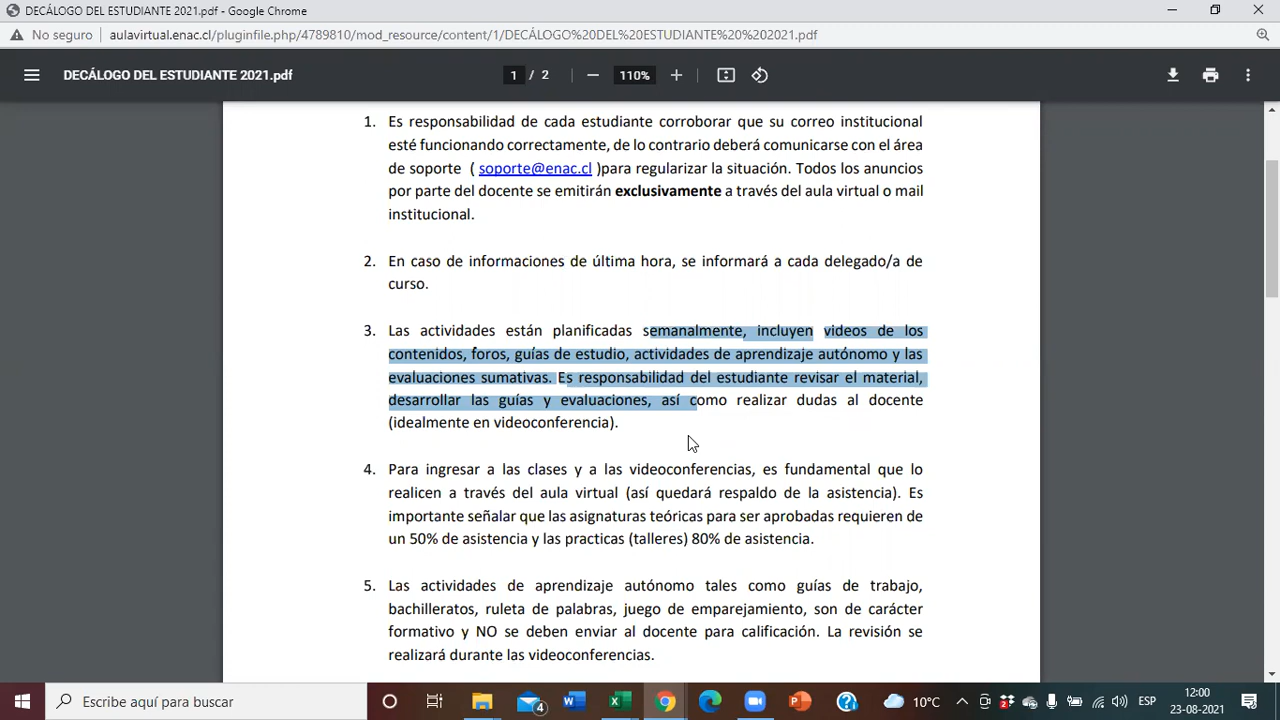 DECÁLOGO DEL ESTUDIANTE 2021.pdf - Google Chrome
No seguro aulavirtual.enac.cl/pluginfile.php/4789810/mod_resource/content/1/DECÁLOGO%20DEL%20ESTUDIANTE%20%202021.pdf
DECÁLOGO DEL ESTUDIANTE 2021.pdf 1 / 2 110%
1. Es responsabilidad de cada estudiante corroborar que su correo institucional
esté funcionando correctamente, de lo contrario deberá comunicarse con el área
de soporte ( soporte@enac.cl )para regularizar la situación. Todos los anuncios
por parte del docente se emitirán exclusivamente a través del aula virtual o mail
institucional.
2. En caso de informaciones de última hora, se informará a cada delegado/a de
curso.
3. Las actividades están planificadas semanalmente, incluyen videos de los
contenidos, foros, guías de estudio, actividades de aprendizaje autónomo y las
evaluaciones sumativas. Es responsabilidad del estudiante revisar el material,
desarrollar las guías y evaluaciones, así como realizar dudas al docente
(idealmente en videoconferencia).
4. Para ingresar a las clases y a las videoconferencias, es fundamental que lo
realicen a través del aula virtual (así quedará respaldo de la asistencia). Es
importante señalar que las asignaturas teóricas para ser aprobadas requieren de
un 50% de asistencia y las practicas (talleres) 80% de asistencia.
5. Las actividades de aprendizaje autónomo tales como guías de trabajo,
bachilleratos, ruleta de palabras, juego de emparejamiento, son de carácter
formativo y NO se deben enviar al docente para calificación. La revisión se
realizará durante las videoconferencias.
Escribe aquí para buscar 4 10°C 2 ESP 12:00
23-08-2021